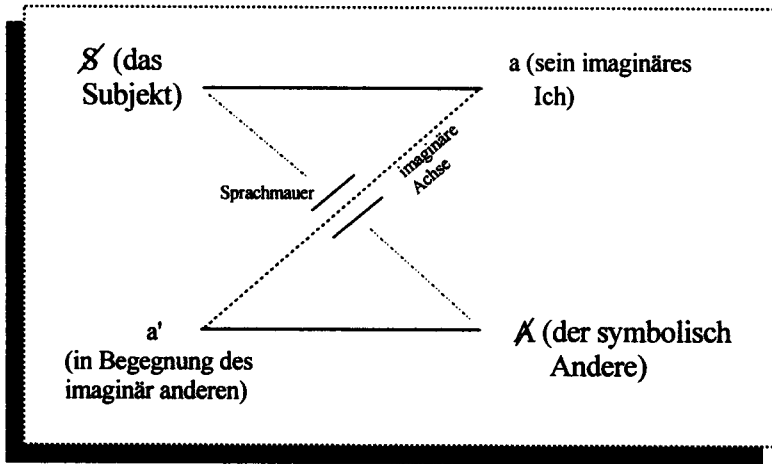 $ (das
Subjekt)
a (sein imaginäres
Ich)
Sprachmauer
imaginäre
Achse
a'
(in Begegnung des
imaginär anderen)
Ⱥ (der symbolisch
Andere)